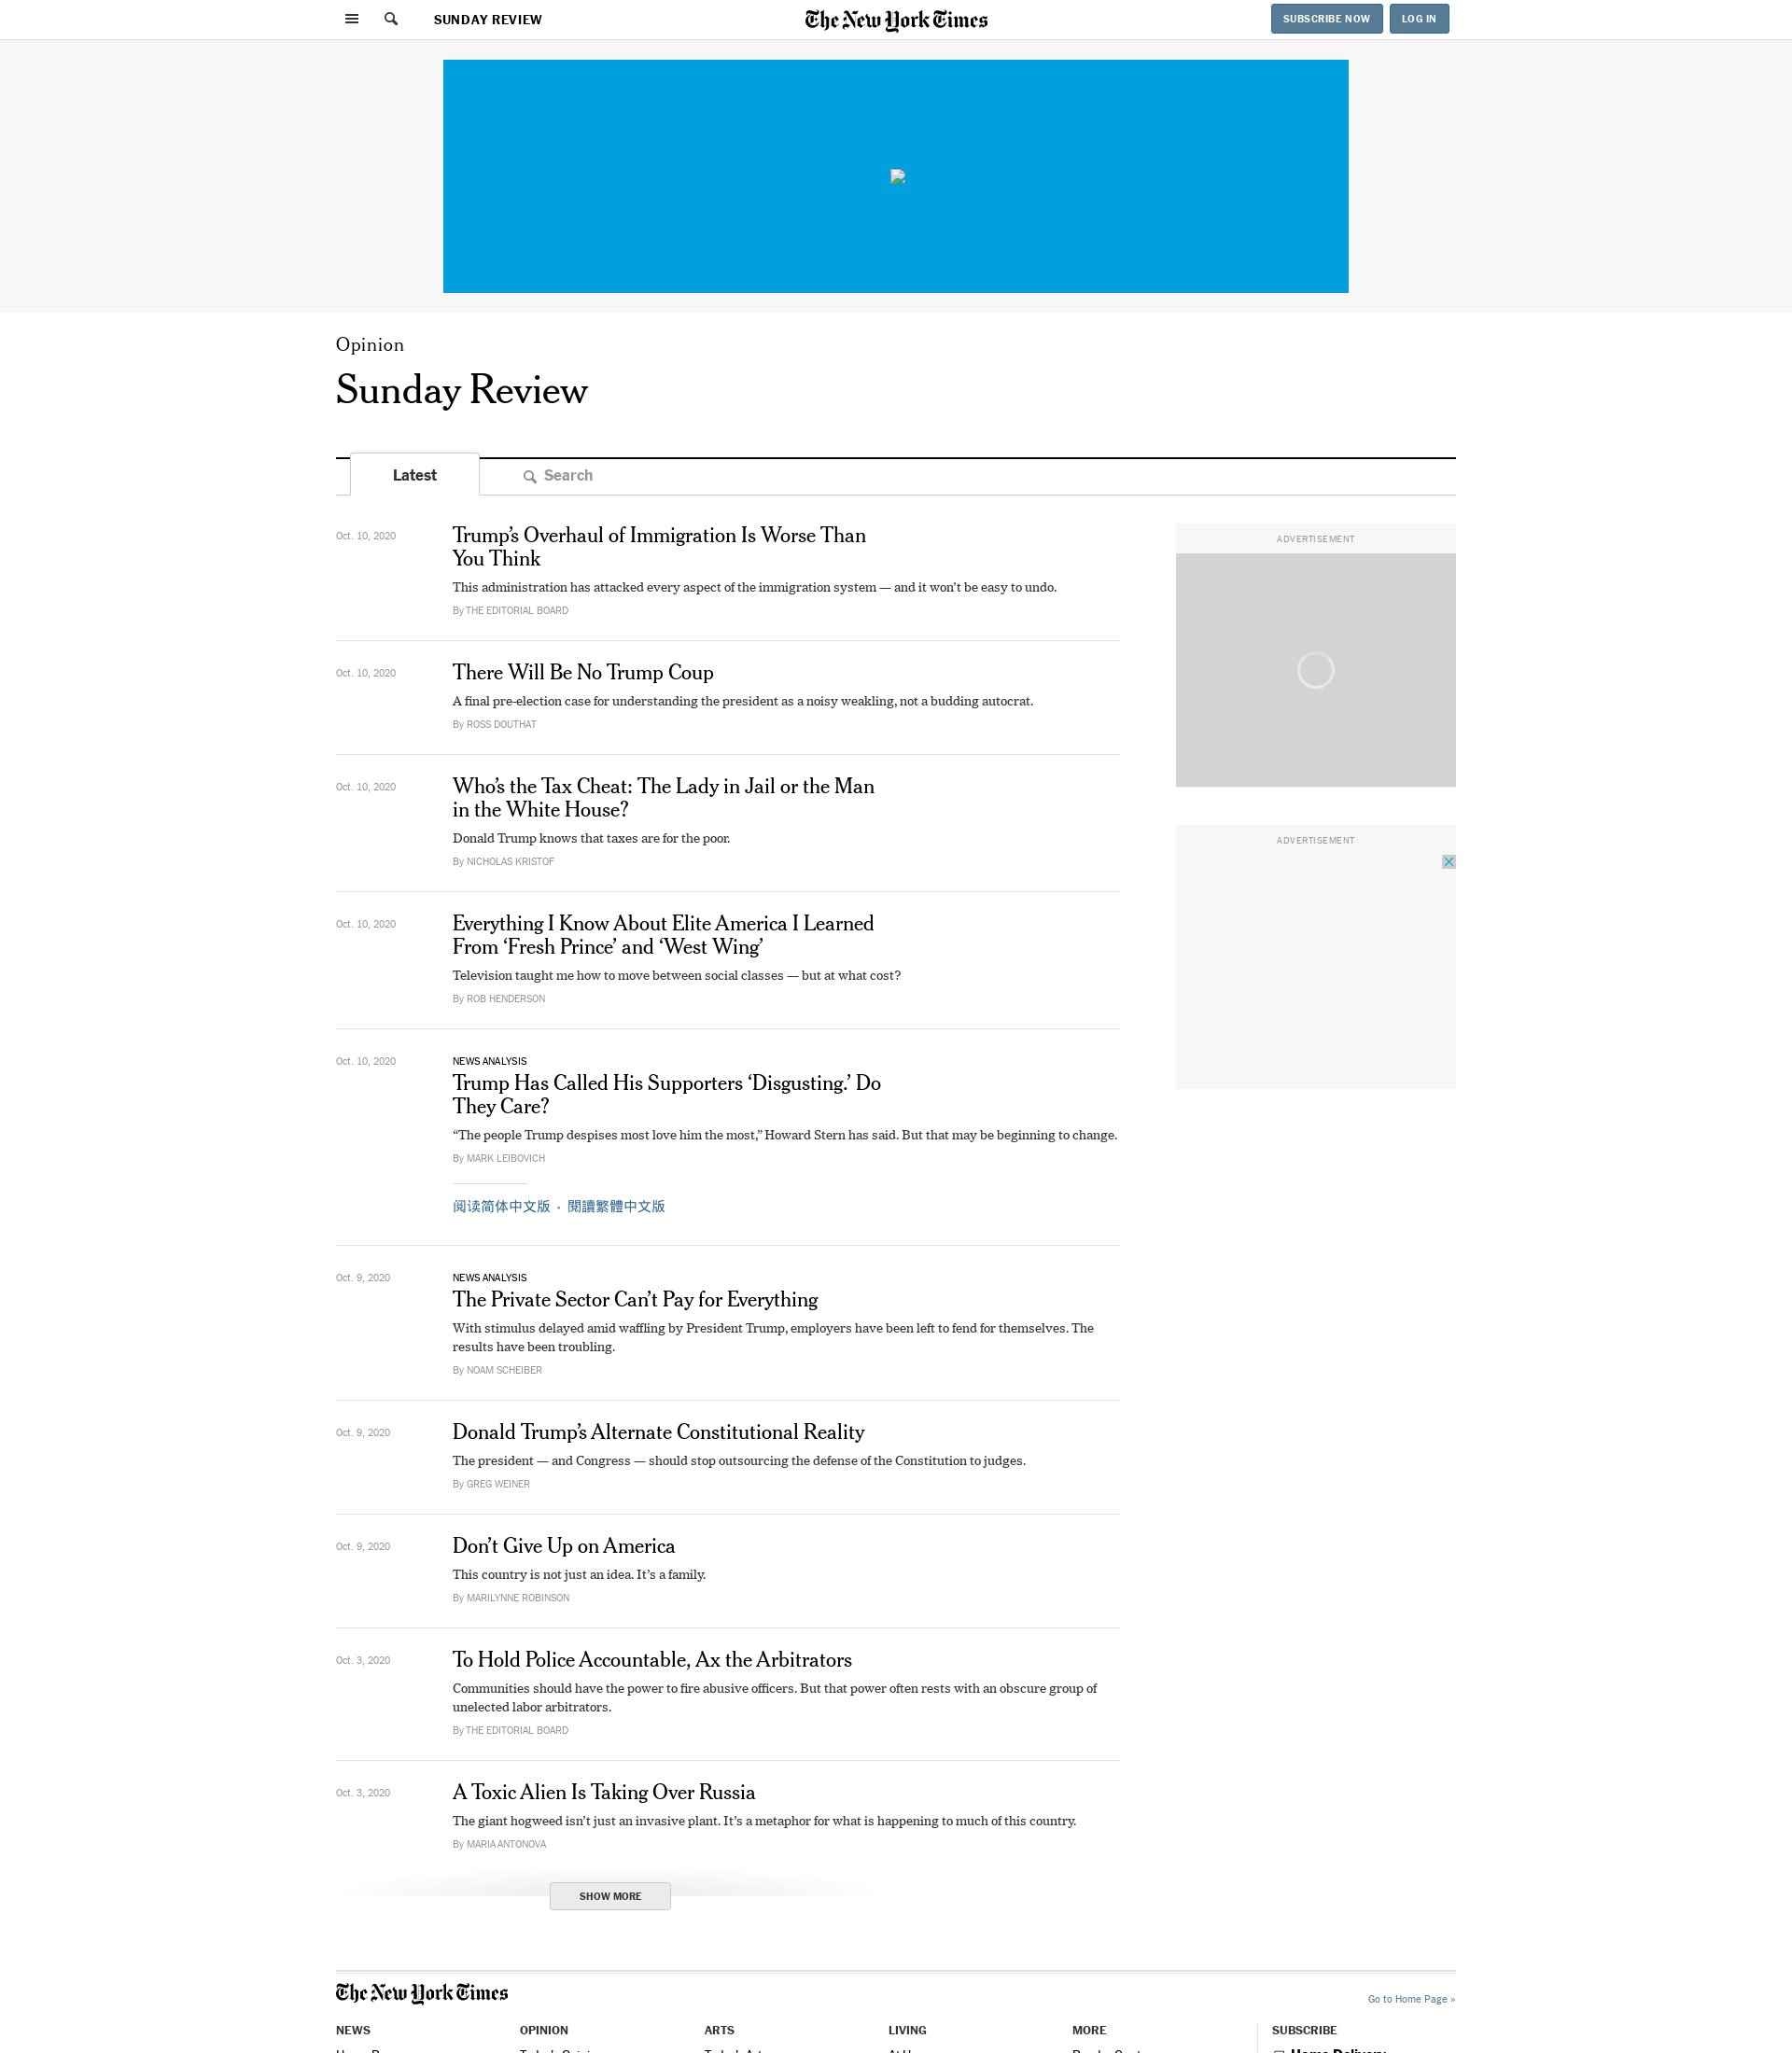 SUNDAY REVIEW
The New York Times
SUBSCRIBE NOW
LOG IN
Opinion
Sunday Review
Latest
Search
Oct. 10, 2020
Trump’s Overhaul of Immigration Is Worse Than
You Think
This administration has attacked every aspect of the immigration system — and it won’t be easy to undo.
By THE EDITORIAL BOARD
Oct. 10, 2020
There Will Be No Trump Coup
A final pre-election case for understanding the president as a noisy weakling, not a budding autocrat.
By ROSS DOUTHAT
Oct. 10, 2020
Who’s the Tax Cheat: The Lady in Jail or the Man
in the White House?
Donald Trump knows that taxes are for the poor.
By NICHOLAS KRISTOF
Oct. 10, 2020
Everything I Know About Elite America I Learned
From ‘Fresh Prince’ and ‘West Wing’
Television taught me how to move between social classes — but at what cost?
By ROB HENDERSON
Oct. 10, 2020
NEWS ANALYSIS
Trump Has Called His Supporters ‘Disgusting.’ Do
They Care?
“The people Trump despises most love him the most,” Howard Stern has said. But that may be beginning to change.
By MARK LEIBOVICH
阅读简体中文版 • 閱讀繁體中文版
Oct. 9, 2020
NEWS ANALYSIS
The Private Sector Can’t Pay for Everything
With stimulus delayed amid waffling by President Trump, employers have been left to fend for themselves. The
results have been troubling.
By NOAM SCHEIBER
Oct. 9, 2020
Donald Trump’s Alternate Constitutional Reality
The president — and Congress — should stop outsourcing the defense of the Constitution to judges.
By GREG WEINER
Oct. 9, 2020
Don’t Give Up on America
This country is not just an idea. It’s a family.
By MARILYNNE ROBINSON
Oct. 3, 2020
To Hold Police Accountable, Ax the Arbitrators
Communities should have the power to fire abusive officers. But that power often rests with an obscure group of
unelected labor arbitrators.
By THE EDITORIAL BOARD
Oct. 3, 2020
A Toxic Alien Is Taking Over Russia
The giant hogweed isn’t just an invasive plant. It’s a metaphor for what is happening to much of this country.
By MARIA ANTONOVA
SHOW MORE
ADVERTISEMENT
ADVERTISEMENT
The New York Times
Go to Home Page »
NEWS
OPINION
ARTS
LIVING
MORE
SUBSCRIBE
Home Delivery